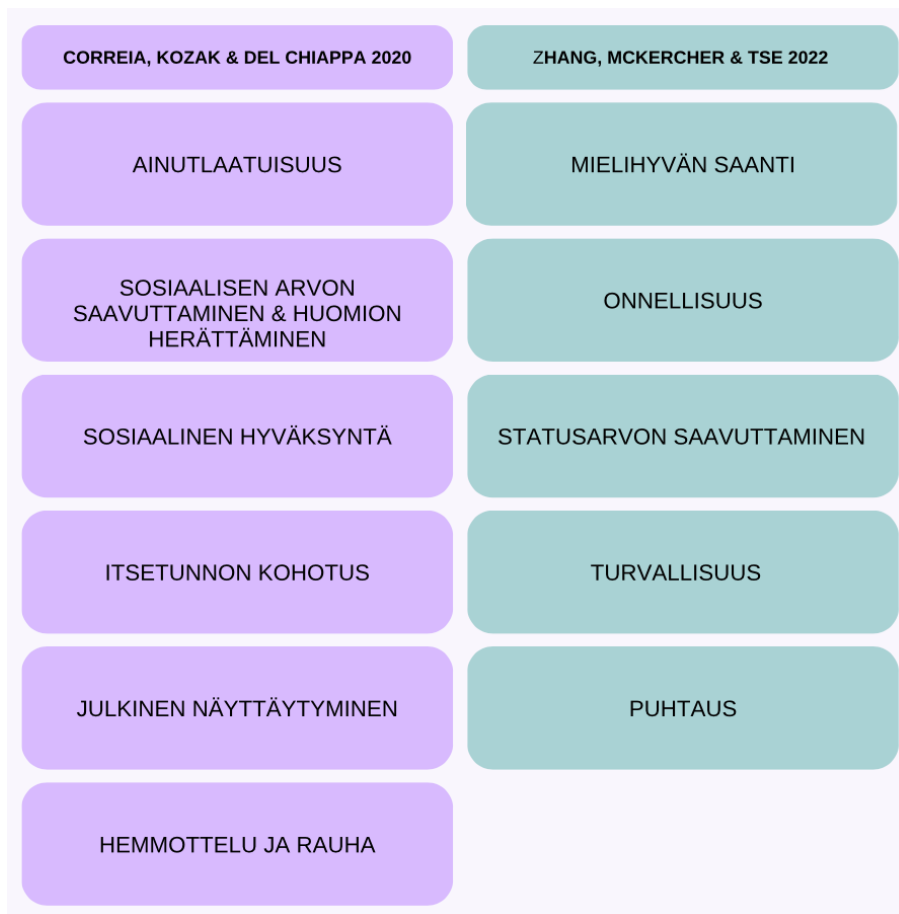 CORREIA, KOZAK & DEL CHIAPPA 2020
AINUTLAATUISUUS
SOSIAALISEN ARVON
SAAVUTTAMINEN & HUOMION
HERÄTTÄMINEN
SOSIAALINEN HYVÄKSYNTÄ
ITSETUNNON KOHOTUS
JULKINEN NÄYTTÄYTYMINEN
HEMMOTTELU JA RAUHA
ZHANG, MCKERCHER & TSE 2022
MIELIHYVÄN SAANTI
ONNELLISUUS
STATUSARVON SAAVUTTAMINEN
TURVALLISUUS
PUHTAUS